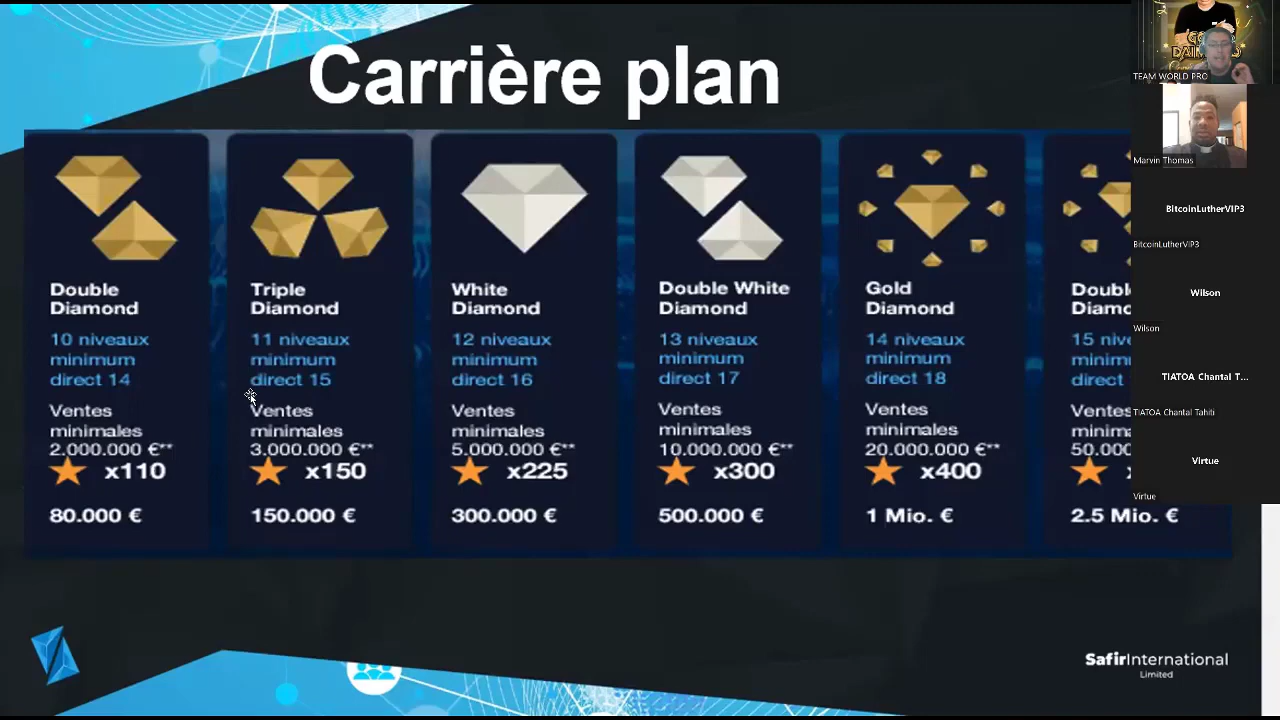 Carrière plan
Double
Diamond
10 niveaux
minimum
direct 14
Ventes
minimales
2.000.000 €**
x110
80.000 €
Triple
Diamond
11 niveaux
minimum
direct 15
Ventes
minimales
3.000.000 €**
x150
150.000 €
White
Diamond
12 niveaux
minimum
direct 16
Ventes
minimales
5.000.000 €**
x225
300.000 €
Double White
Diamond
13 niveaux
minimum
direct 17
Ventes
minimales
10.000.000 €**
x300
500.000 €
Gold
Diamond
14 niveaux
minimum
direct 18
Ventes
minimales
20.000.000 €**
x400
1 Mio. €
15 
direct
2.5 Mio. €
SafirInternational
Limited
TEAM WORLD PRO
Marvin Thomas
BitcoinLutherVIP3
BitcoinLutherVIP3
Wilson
Wilson
TIATOA Chantal T...
TIATOA Chantal Tahiti
Virtue
Virtue